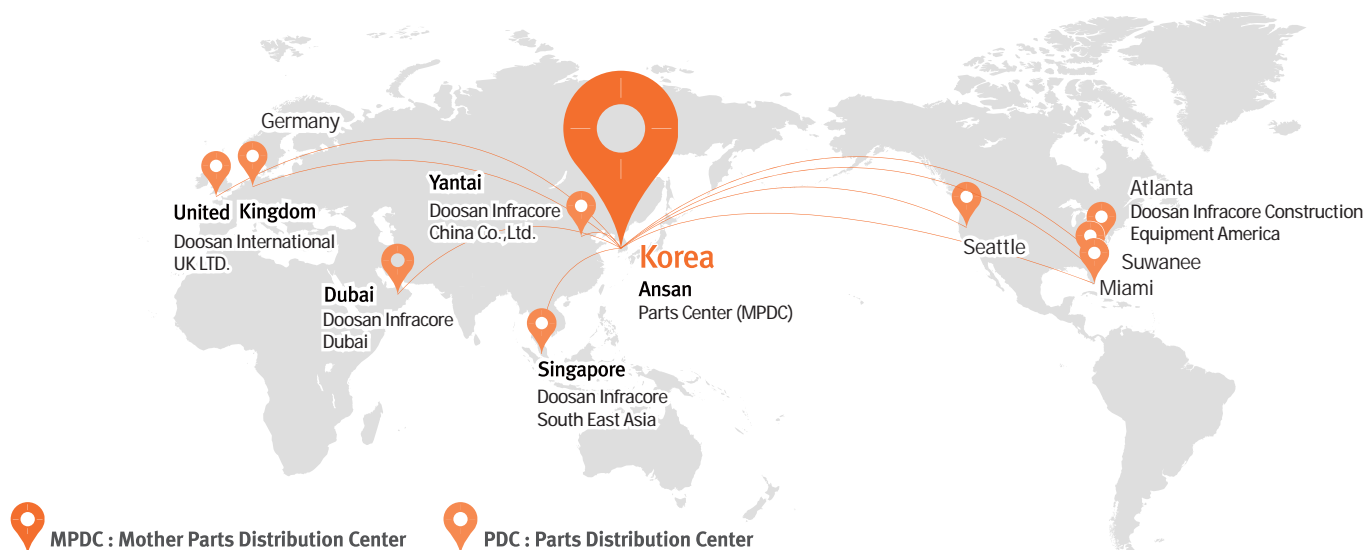 Germany
United Kingdom
Doosan International
UK LTD.
Yantai
Doosan Infracore
China Co.,Ltd.
Dubai
Doosan Infracore
Dubai
Singapore
Doosan Infracore
South East Asia
Korea
Ansan
Parts Center (MPDC)
Seattle
Atlanta
Doosan Infracore Construction
Equipment America
Suwanee
Miami
MPDC : Mother Parts Distribution Center
PDC : Parts Distribution Center